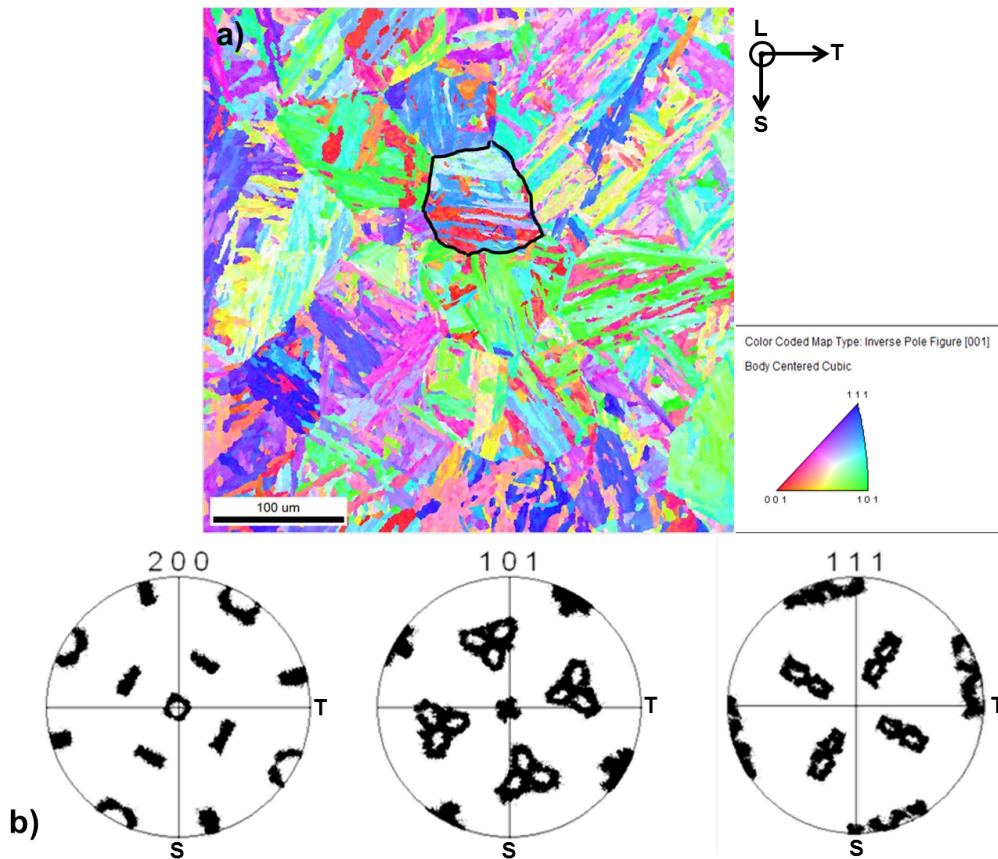 a)
L
T
S
Color Coded Map Type: Inverse Pole Figure [001]
Body Centered Cubic
1 1 1
0 0 1
1 0 1
100 um
2 0 0
1 0 1
1 1 1
T
T
T
b)
S
S
S